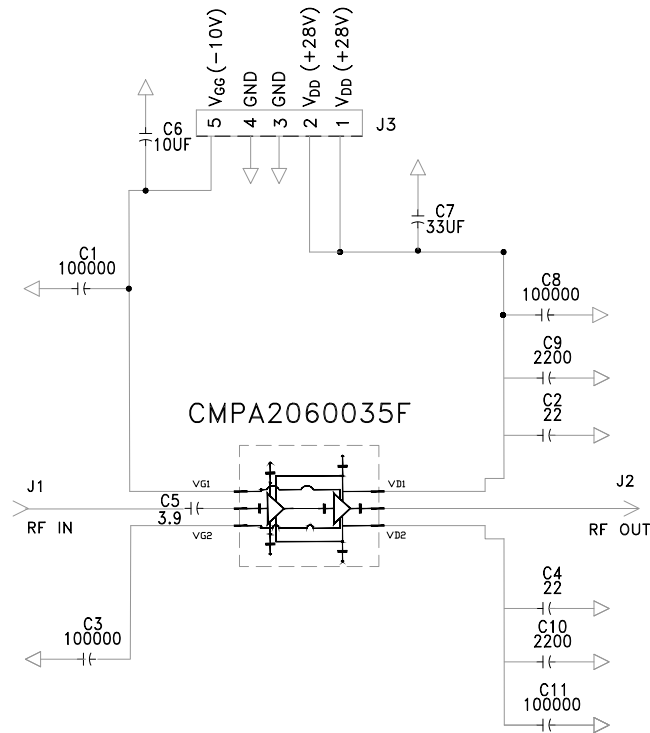 VGG(-10V)
GND
GND
VDD(+28V)
VDD(+28V)
5
4
3
2
1
J3
C6
10UF
C7
33UF
C1
100000
C8
100000
C9
2200
C2
22
CMPA2060035F
J1
RF IN
C5
3.9
VG1
VG2
VD1
VD2
J2
RF OUT
C3
100000
C4
22
C10
2200
C11
100000